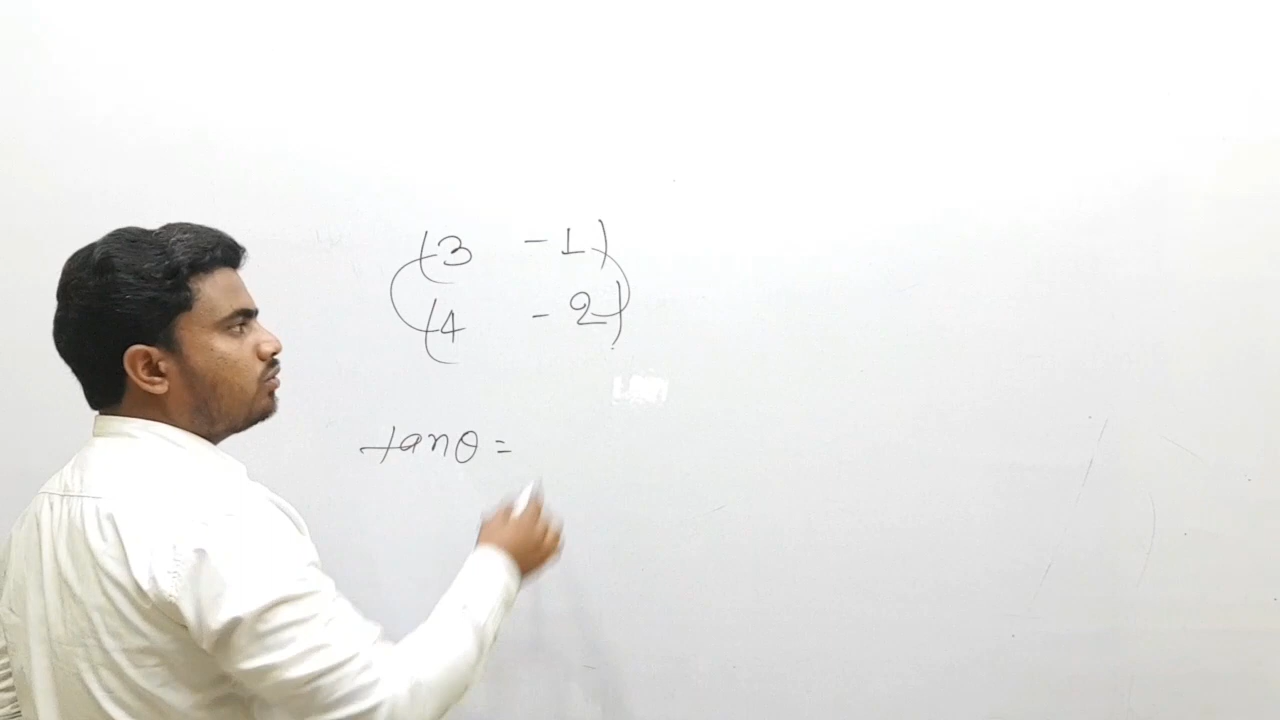 (3 - 1)
(4 - 2)
tanθ =